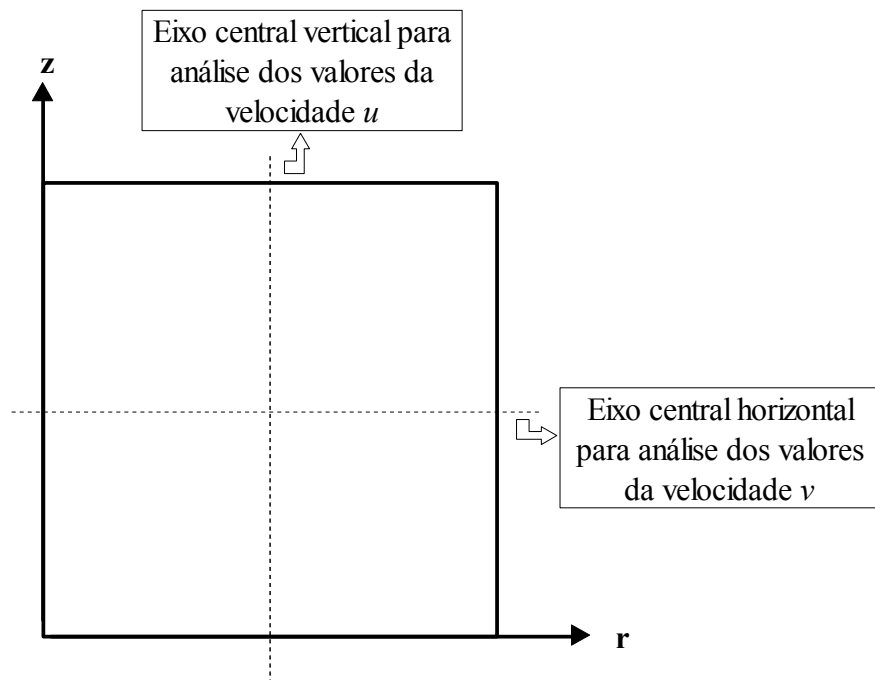 Eixo central vertical para
análise dos valores da
velocidade u
z
Eixo central horizontal
para análise dos valores
da velocidade v
r